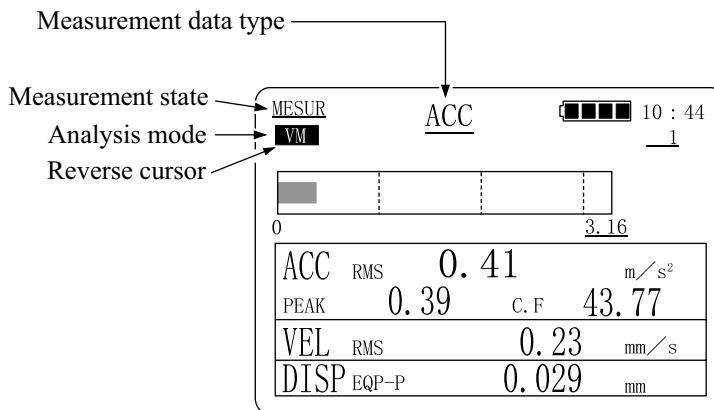 Measurement data type
Measurement state
Analysis mode
Reverse cursor
MESUR ACC 10 : 44
VM 1
0 3.16
ACC RMS 0.41 m/s²
PEAK 0.39 C.F 43.77
VEL RMS 0.23 mm/s
DISP EQP-P 0.029 mm